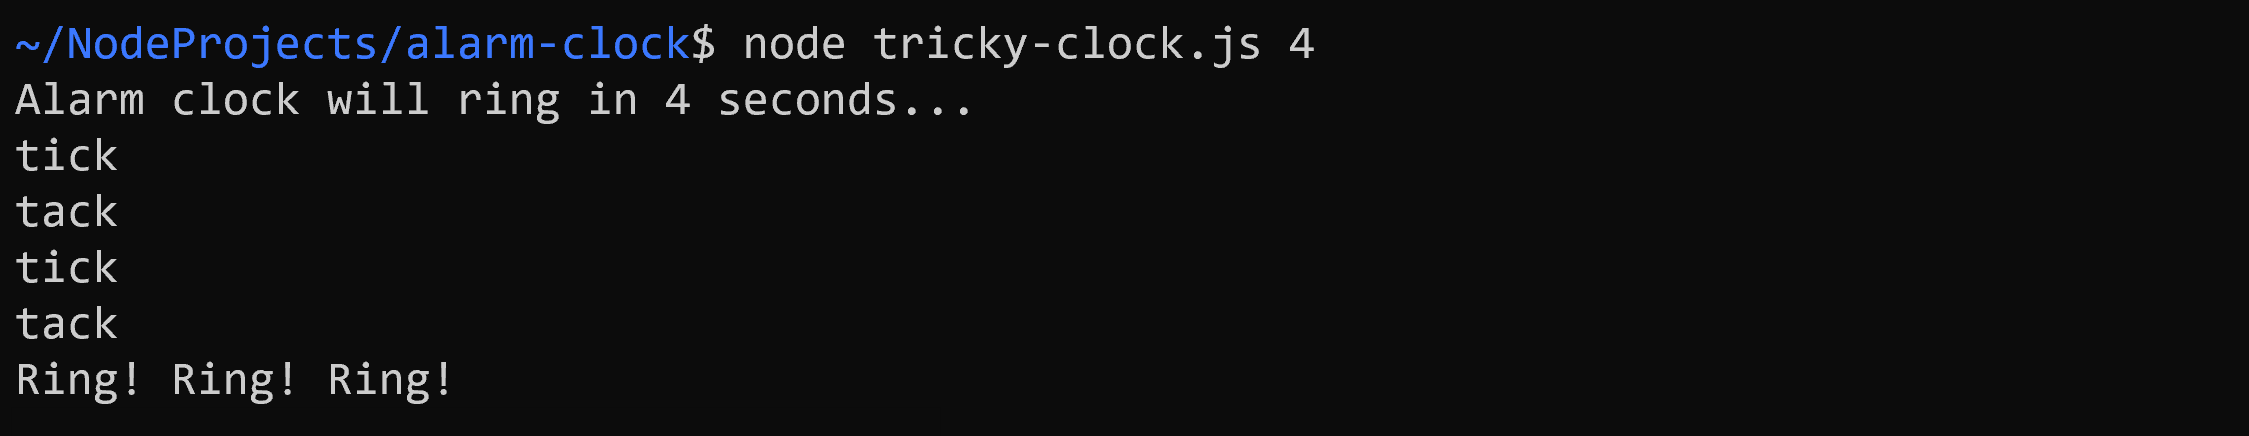 ~/NodeProjects/alarm-clock$ node tricky-clock.js 4
Alarm clock will ring in 4 seconds...
tick
tack
tick
tack
Ring! Ring! Ring!